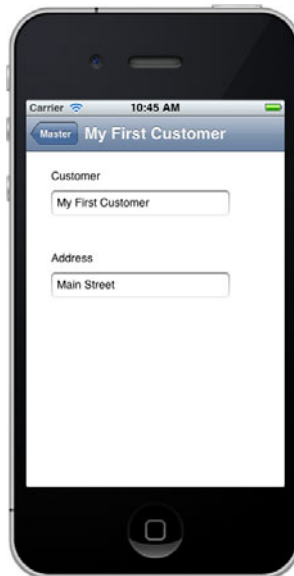 Carrier 10:45 AM
Master My First Customer
Customer
My First Customer
Address
Main Street